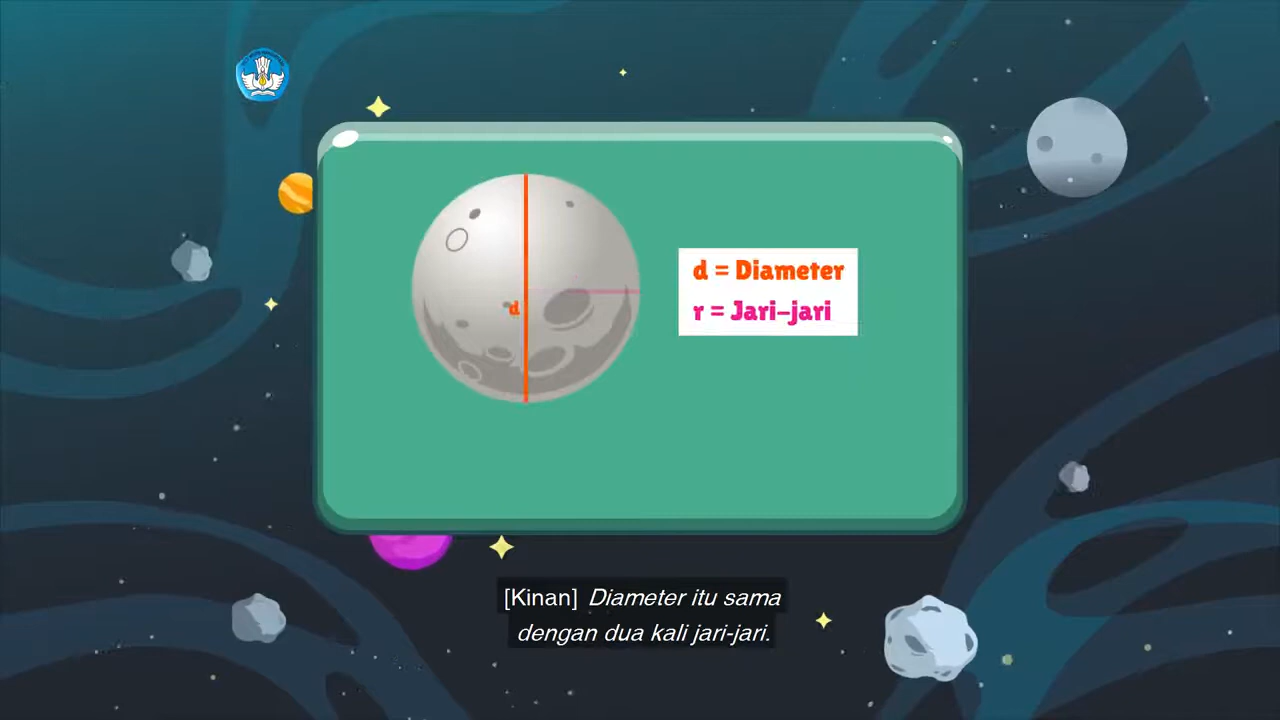 d = Diameter
r = Jari-jari
d
[Kinan] Diameter itu sama
dengan dua kali jari-jari.